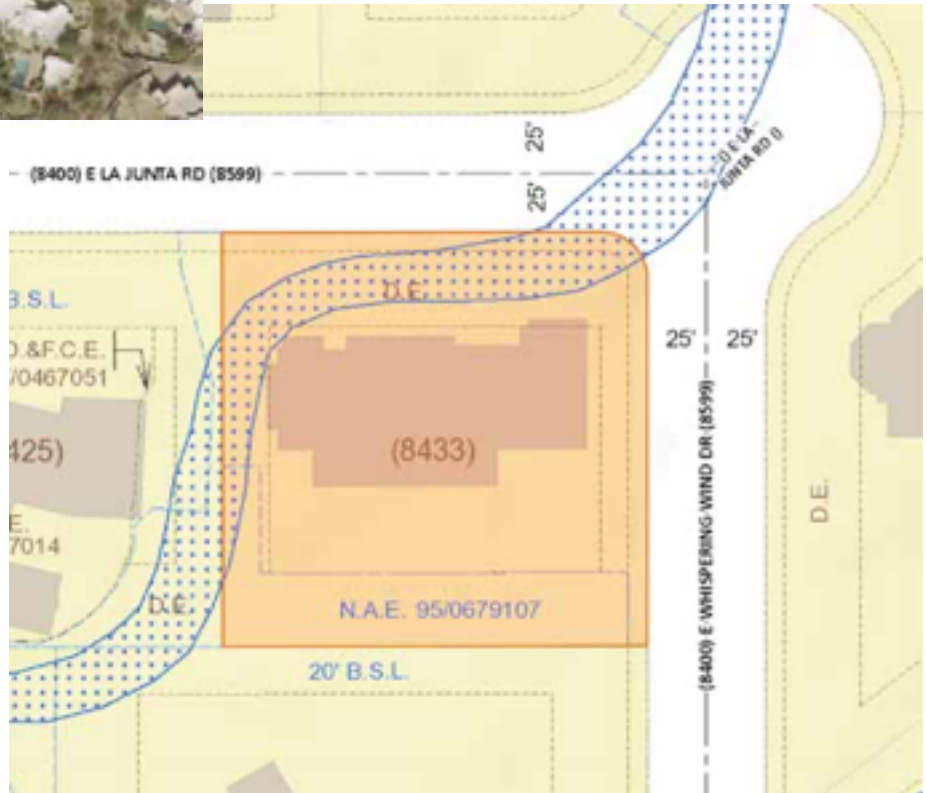 25'
25'
(8400) E LA JUNTA RD (8599)
E LA
JUNTA RD ()
B.S.L.
D.E.
D.&F.C.E.
/0467051
25'
25'
425)
(8433)
(8400) E WHISPERING WIND DR (8599)
D.E.
E.
7014
D.E.
N.A.E. 95/0679107
20' B.S.L.